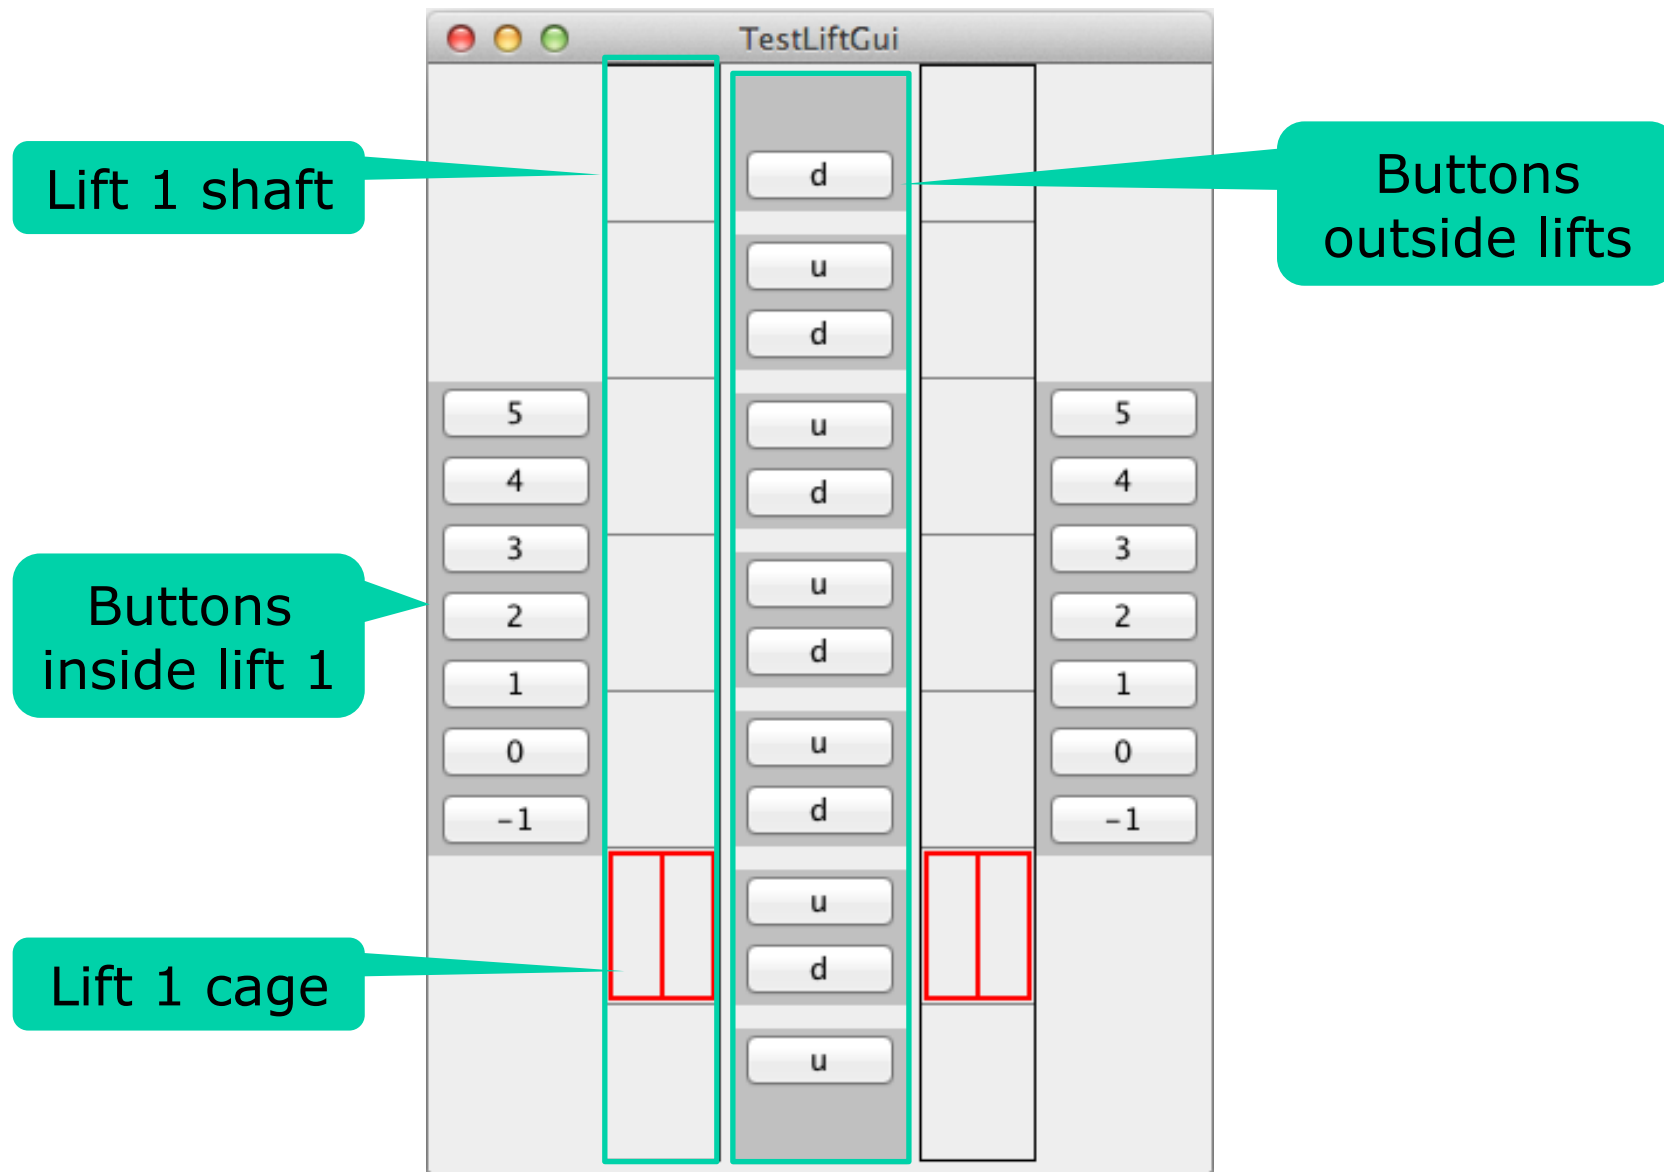 TestLiftGui
Lift 1 shaft
Buttons
outside lifts
d
u
d
u
d
u
d
u
d
u
d
u
5
4
3
2
1
0
-1
5
4
3
2
1
0
-1
Buttons
inside lift 1
Lift 1 cage